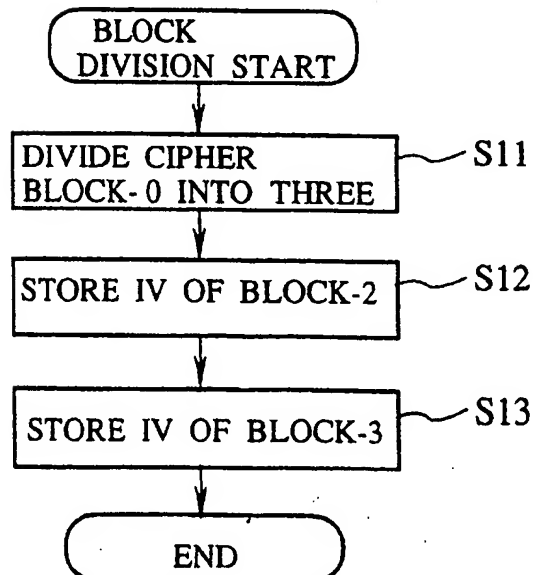 BLOCK
DIVISION START
DIVIDE CIPHER
BLOCK-0 INTO THREE
S11
STORE IV OF BLOCK-2
S12
STORE IV OF BLOCK-3
S13
END